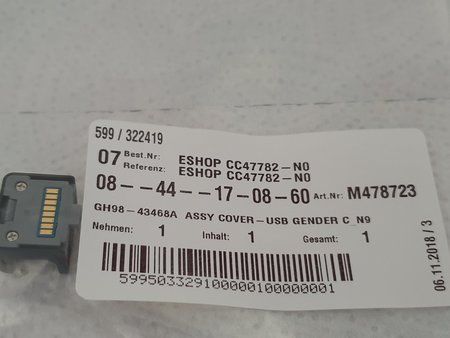 599 / 322419
07 Best.Nr: ESHOP CC47782-N0
Referenz: ESHOP CC47782-N0
08--44--17-08-60 Art.Nr: M478723
GH98-43468A ASSY COVER-USB GENDER C_N9
Nehmen: 1 Inhalt: 1 Gesamt: 1
5995033291000001000000001
06.11.2018 / 3